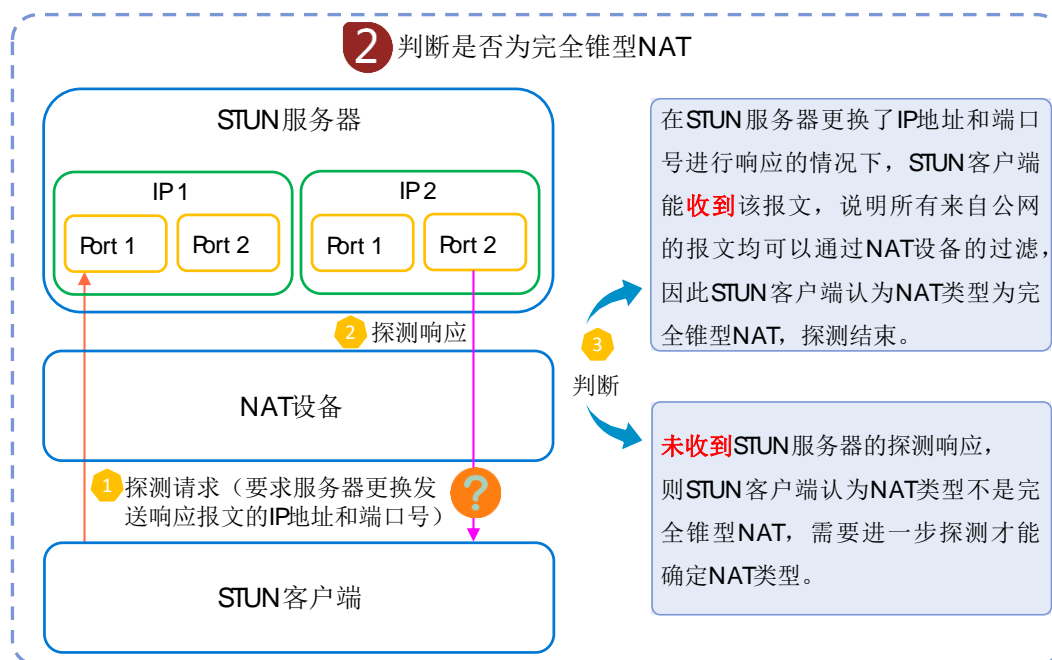 2 判断是否为完全锥型NAT
STUN服务器
IP1
Port 1
Port 2
IP2
Port 1
Port 2
2 探测响应
NAT设备
1 探测请求（要求服务器更换发
送响应报文的IP地址和端口号）
?
STUN客户端
3
判断
在STUN服务器更换了IP地址和端口
号进行响应的情况下，STUN客户端
能收到该报文，说明所有来自公网
的报文均可以通过NAT设备的过滤，
因此STUN客户端认为NAT类型为完
全锥型NAT，探测结束。
未收到STUN服务器的探测响应，
则STUN客户端认为NAT类型不是完
全锥型NAT，需要进一步探测才能
确定NAT类型。